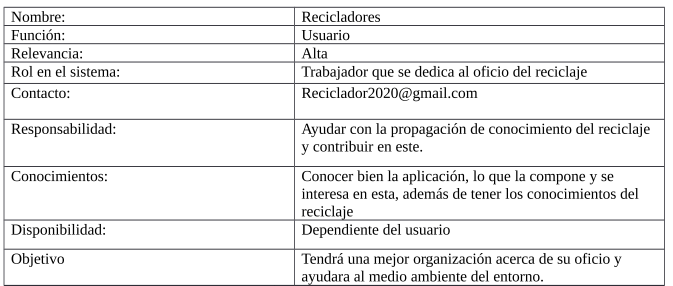 Nombre: Recicladores
Función: Usuario
Relevancia: Alta
Rol en el sistema: Trabajador que se dedica al oficio del reciclaje
Contacto: Reciclador2020@gmail.com
Responsabilidad: Ayudar con la propagación de conocimiento del reciclaje
y contribuir en este.
Conocimientos: Conocer bien la aplicación, lo que la compone y se
interesa en esta, además de tener los conocimientos del
reciclaje
Disponibilidad: Dependiente del usuario
Objetivo Tendrá una mejor organización acerca de su oficio y
ayudara al medio ambiente del entorno.